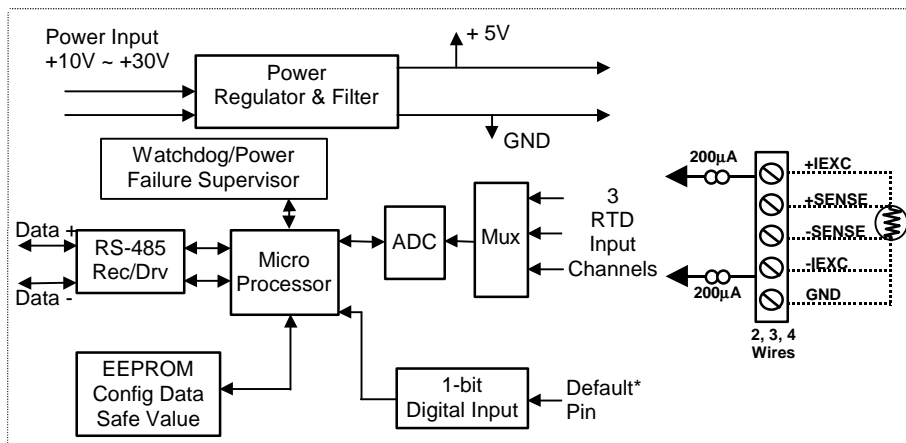 Power Input
+10V ~ +30V
Power
Regulator & Filter
+ 5V
GND
Watchdog/Power
Failure Supervisor
Data +
Data -
RS-485
Rec/Drv
Micro
Processor
ADC
Mux
3
RTD
Input
Channels
EEPROM
Config Data
Safe Value
1-bit
Digital Input
Default*
Pin
200µA
200µA
+IEXC
+SENSE
-SENSE
-IEXC
GND
2, 3, 4
Wires